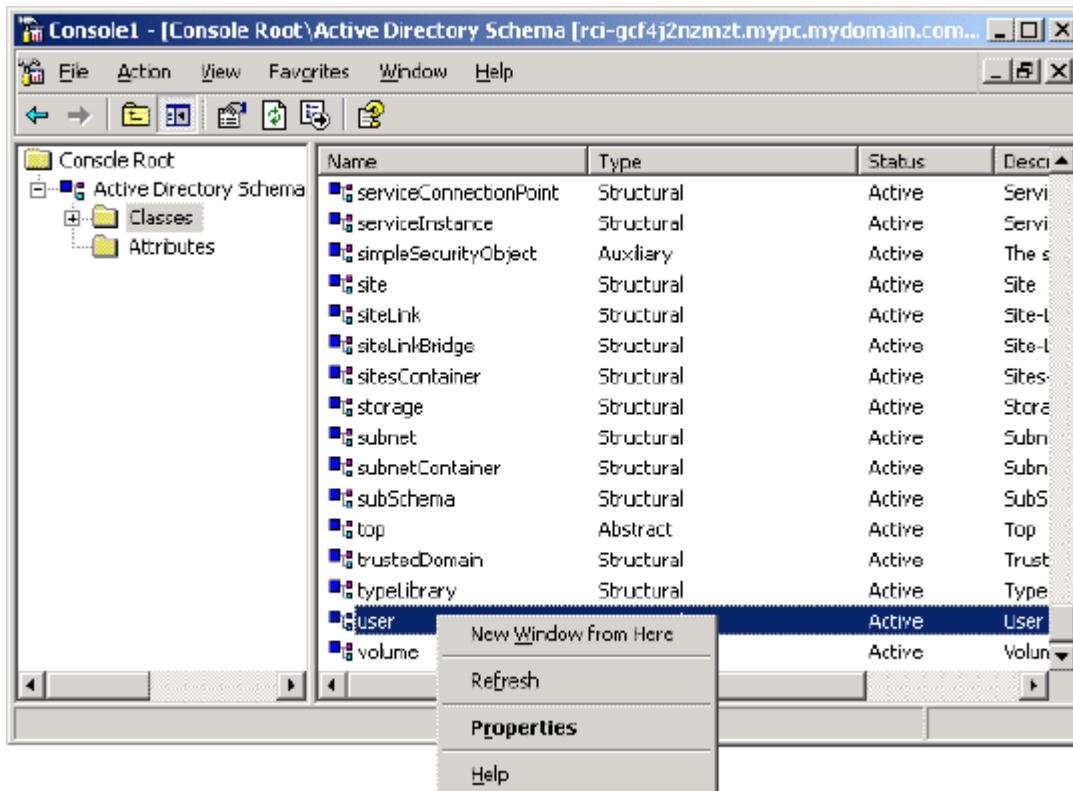 Console1 - [Console Root\Active Directory Schema [rci-gcf4j2nzmzt.mypc.mydomain.com...
File Action View Favorites Window Help
Console Root
Active Directory Schema
Classes
Attributes
Name Type Status Descr
serviceConnectionPoint Structural Active Servi
serviceInstance Structural Active Servi
simpleSecurityObject Auxiliary Active The s
site Structural Active Site
siteLink Structural Active Site-L
siteLinkBridge Structural Active Site-L
sitesContainer Structural Active Sites-
storage Structural Active Stora
subnet Structural Active Subn
subnetContainer Structural Active Subn
subSchema Structural Active SubS
top Abstract Active Top
trustedDomain Structural Active Trust
typeLibrary Structural Active Type
user Active User
volume Active Volun
New Window from Here
Refresh
Properties
Help